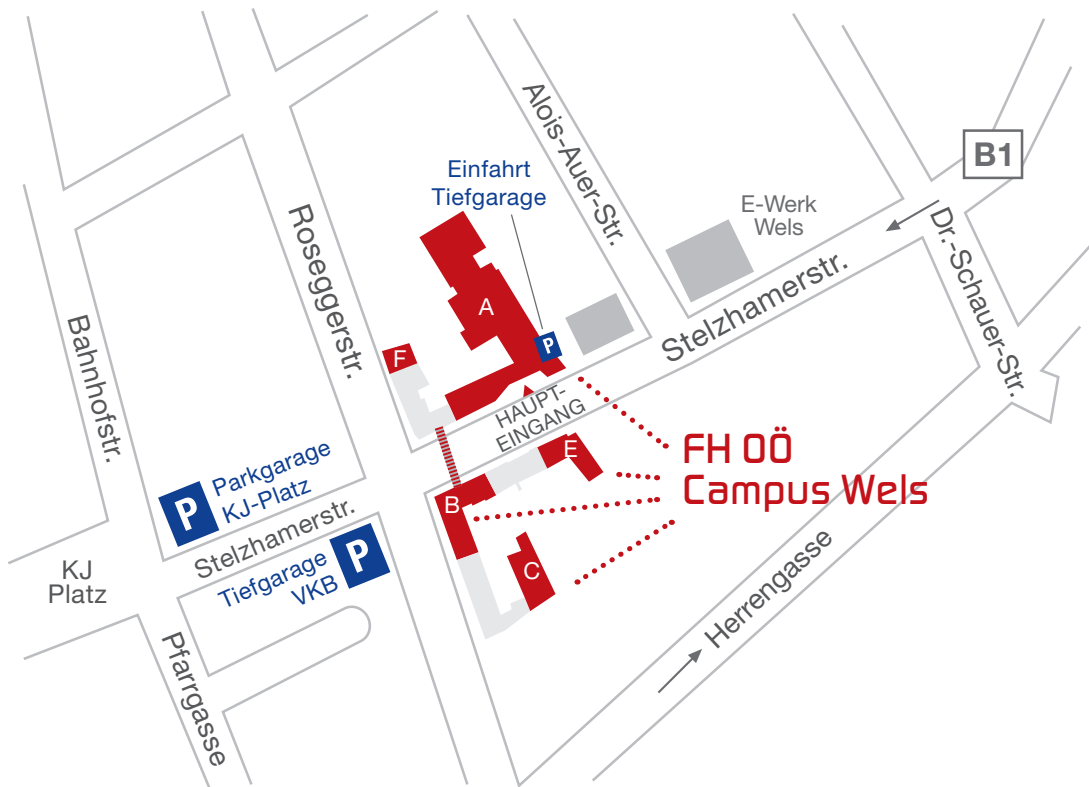 Alois-Auer-Str.
B1
Einfahrt
Tiefgarage
E-Werk
Wels
Roseggerstr.
Dr.-Schauer-Str.
Stelzhamerstr.
A
P
F
Bahnhofstr.
HAUPT-
EINGANG
E
FH OÖ
Campus Wels
Parkgarage
KJ-Platz
P
B
Stelzhamerstr.
P
Tiefgarage
VKB
KJ
Platz
C
Herrengasse
Pfarrgasse